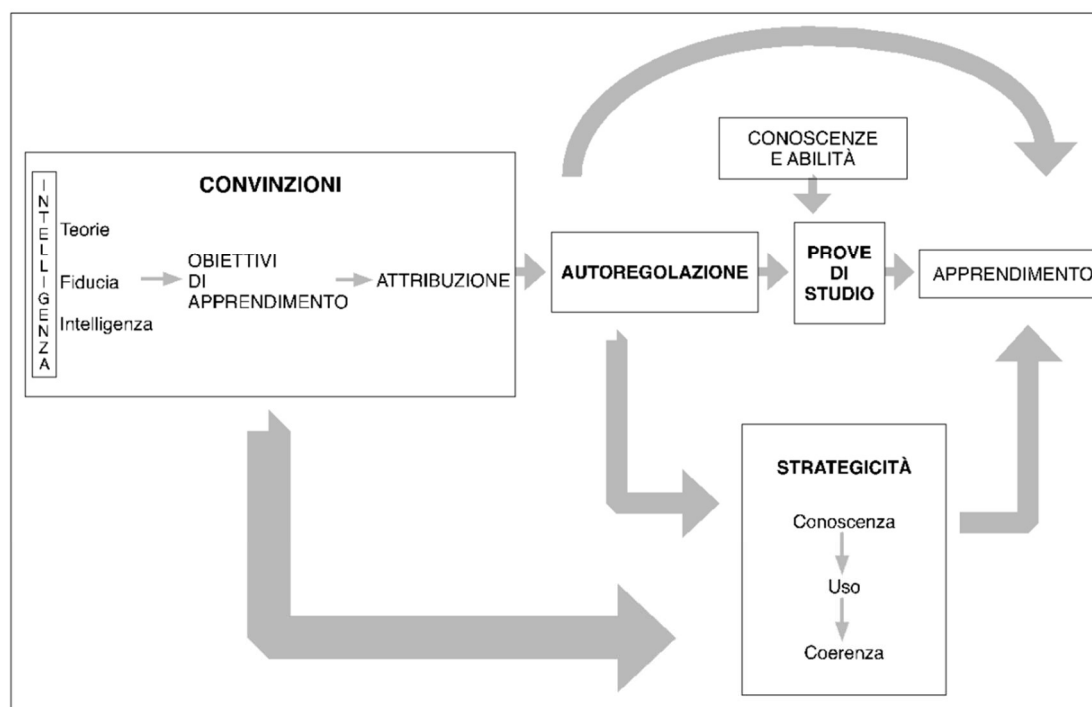 CONOSCENZE
E ABILITÀ
CONVINZIONI
INTELLIGENZA
Teorie
Fiducia
Intelligenza
OBIETTIVI
DI
APPRENDIMENTO
ATTRIBUZIONE
AUTOREGOLAZIONE
PROVE
DI
STUDIO
APPRENDIMENTO
STRATEGICITÀ
Conoscenza
Uso
Coerenza